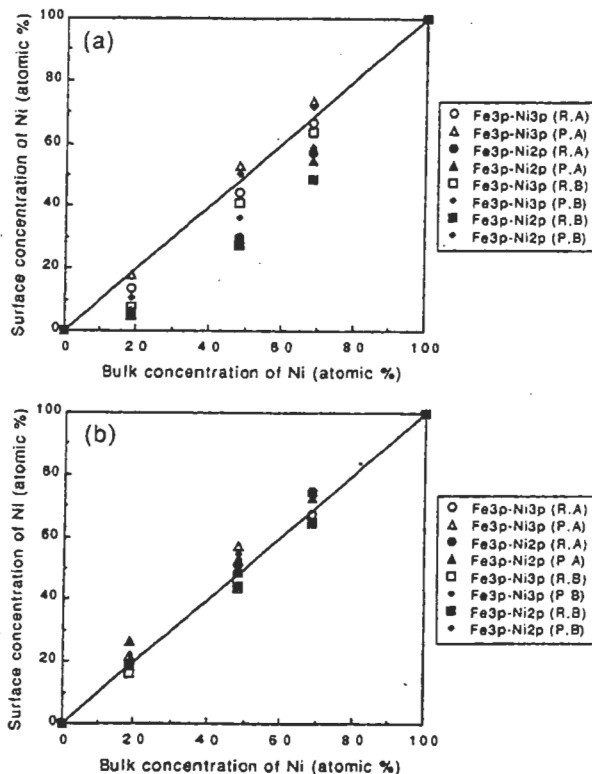 (a)
100
80
60
40
20
0
Surface concentration of Ni (atomic %)
0 20 40 60 80 100
Bulk concentration of Ni (atomic %)
Fe3p-Ni3p (R.A)
Fe3p-Ni3p (P.A)
Fe3p-Ni2p (R.A)
Fe3p-Ni2p (P.A)
Fe3p-Ni3p (R.B)
Fe3p-Ni3p (P.B)
Fe3p-Ni2p (R.B)
Fe3p-Ni2p (P.B)
(b)
100
80
60
40
20
0
Surface concentration of Ni (atomic %)
0 20 40 60 80 100
Bulk concentration of Ni (atomic %)
Fe3p-Ni3p (R.A)
Fe3p-Ni3p (P.A)
Fe3p-Ni2p (R.A)
Fe3p-Ni2p (P.A)
Fe3p-Ni3p (R.B)
Fe3p-Ni3p (P.B)
Fe3p-Ni2p (R.B)
Fe3p-Ni2p (P.B)